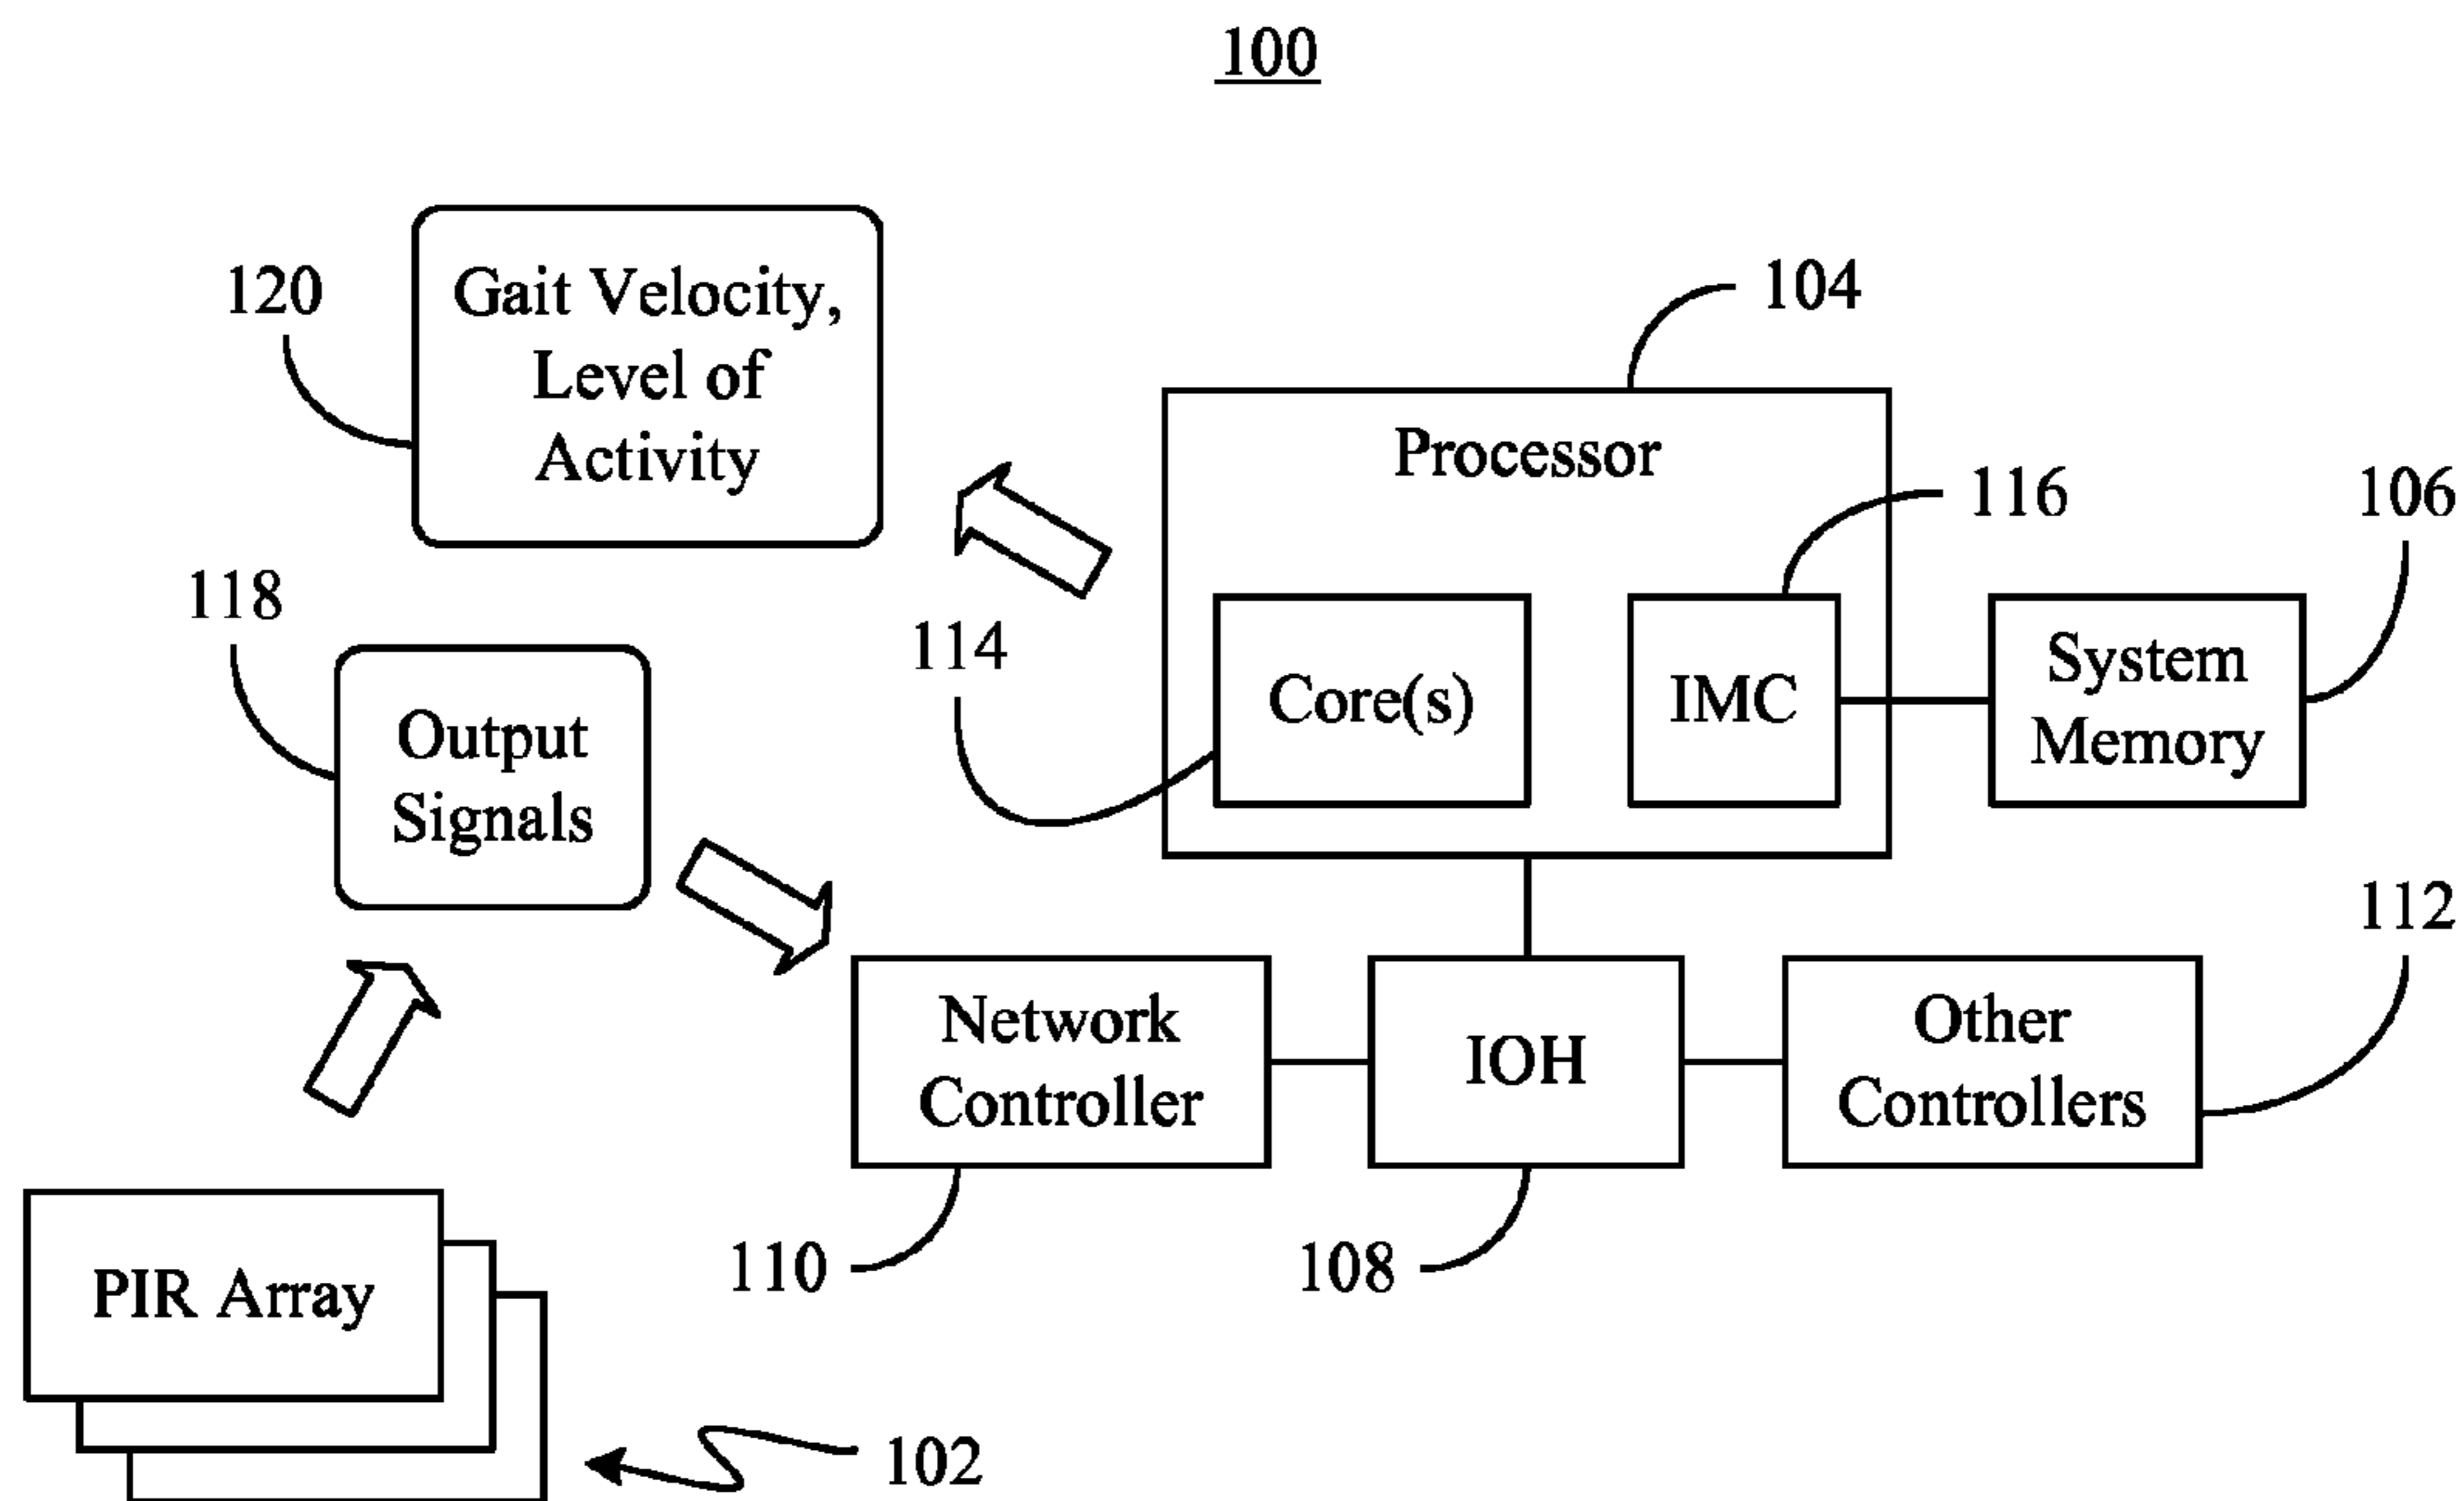 100
120
Gait Velocity,
Level of
Activity
104
Processor
116
106
118
Output
Signals
114
Core(s)
IMC
System
Memory
112
Network
Controller
IOH
Other
Controllers
110
108
PIR Array
102